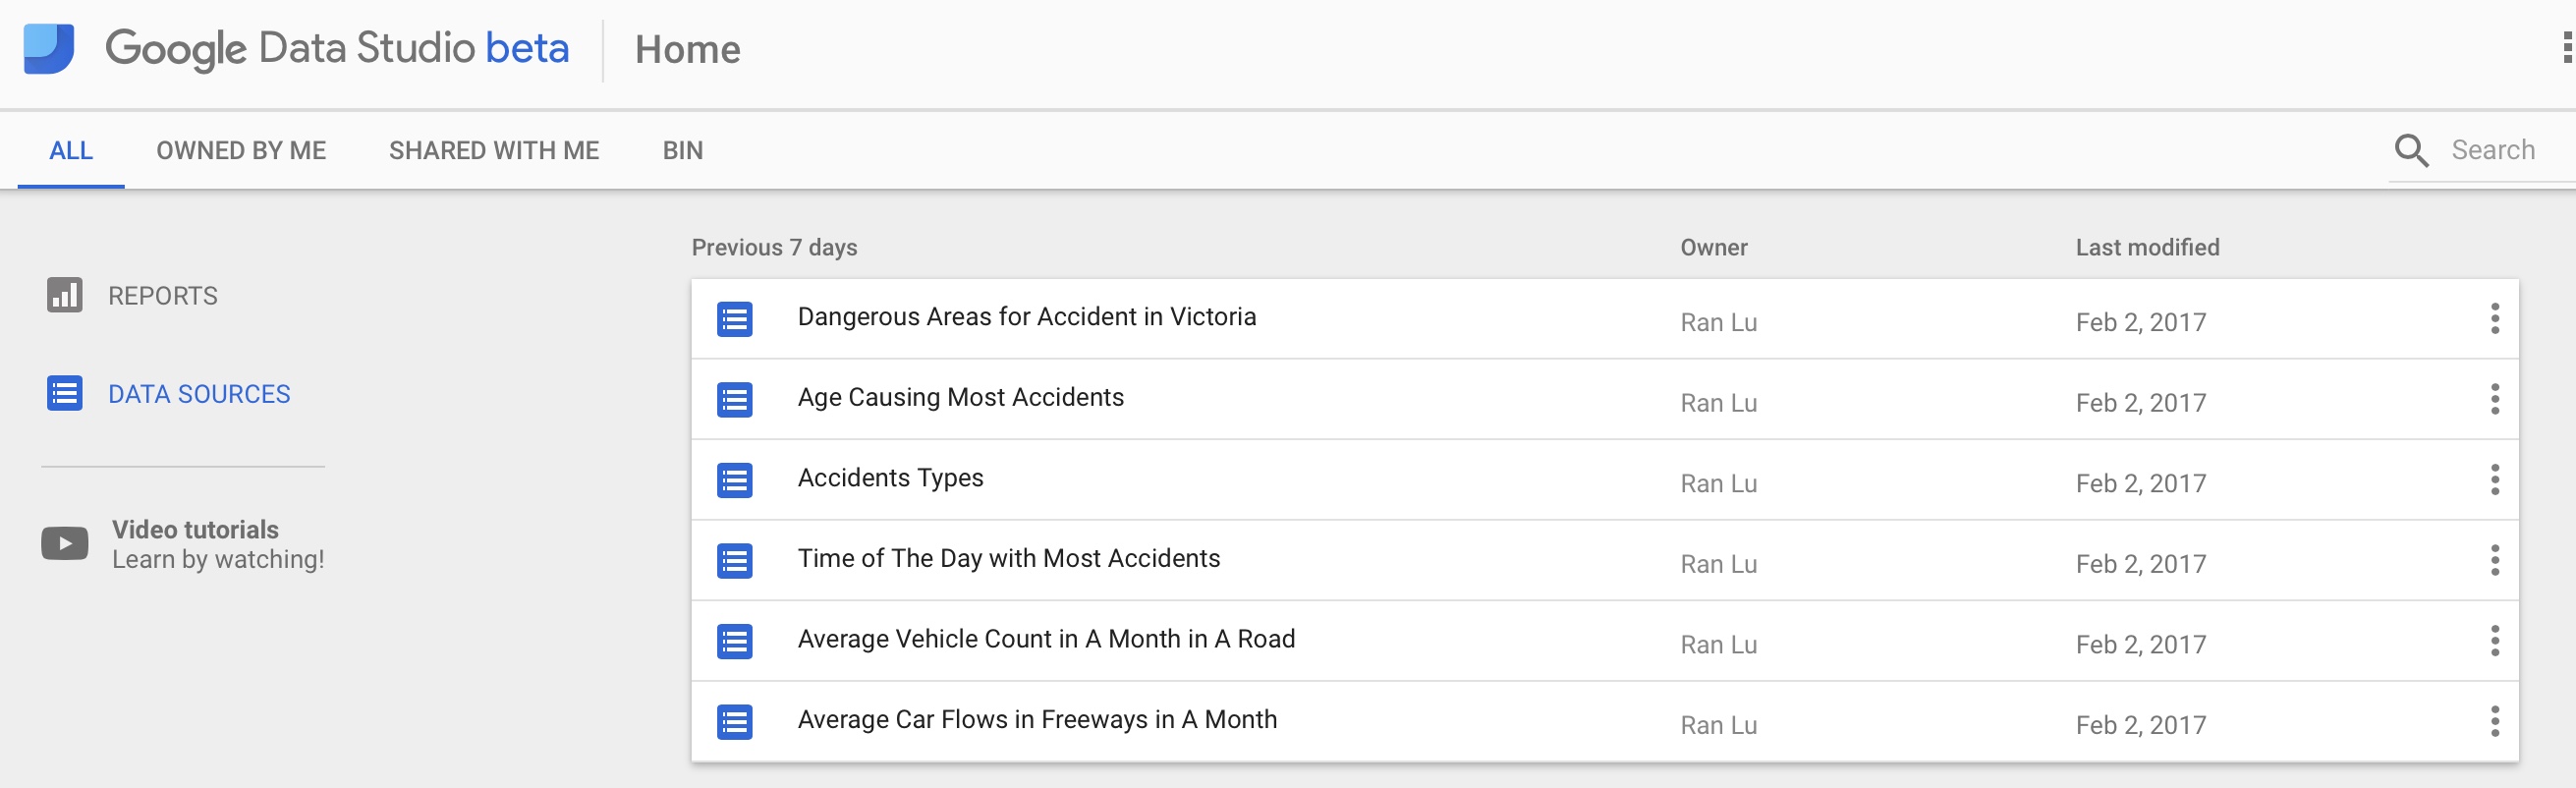 Google Data Studio beta Home
ALL OWNED BY ME SHARED WITH ME BIN Search
REPORTS
DATA SOURCES
Video tutorials
Learn by watching!
Previous 7 days Owner Last modified
Dangerous Areas for Accident in Victoria Ran Lu Feb 2, 2017
Age Causing Most Accidents Ran Lu Feb 2, 2017
Accidents Types Ran Lu Feb 2, 2017
Time of The Day with Most Accidents Ran Lu Feb 2, 2017
Average Vehicle Count in A Month in A Road Ran Lu Feb 2, 2017
Average Car Flows in Freeways in A Month Ran Lu Feb 2, 2017